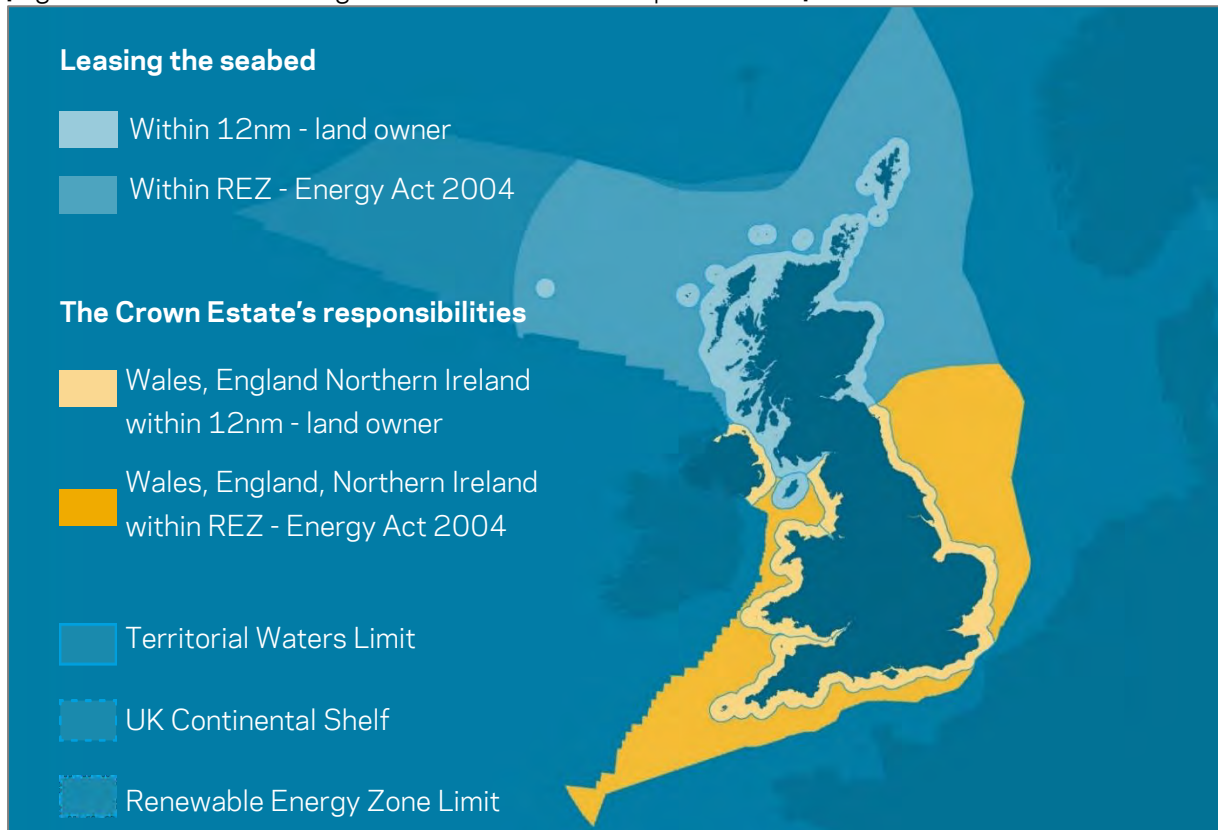 Leasing the seabed
Within 12nm - land owner
Within REZ - Energy Act 2004
The Crown Estate's responsibilities
Wales, England Northern Ireland
within 12nm - land owner
Wales, England, Northern Ireland
within REZ - Energy Act 2004
Territorial Waters Limit
UK Continental Shelf
Renewable Energy Zone Limit